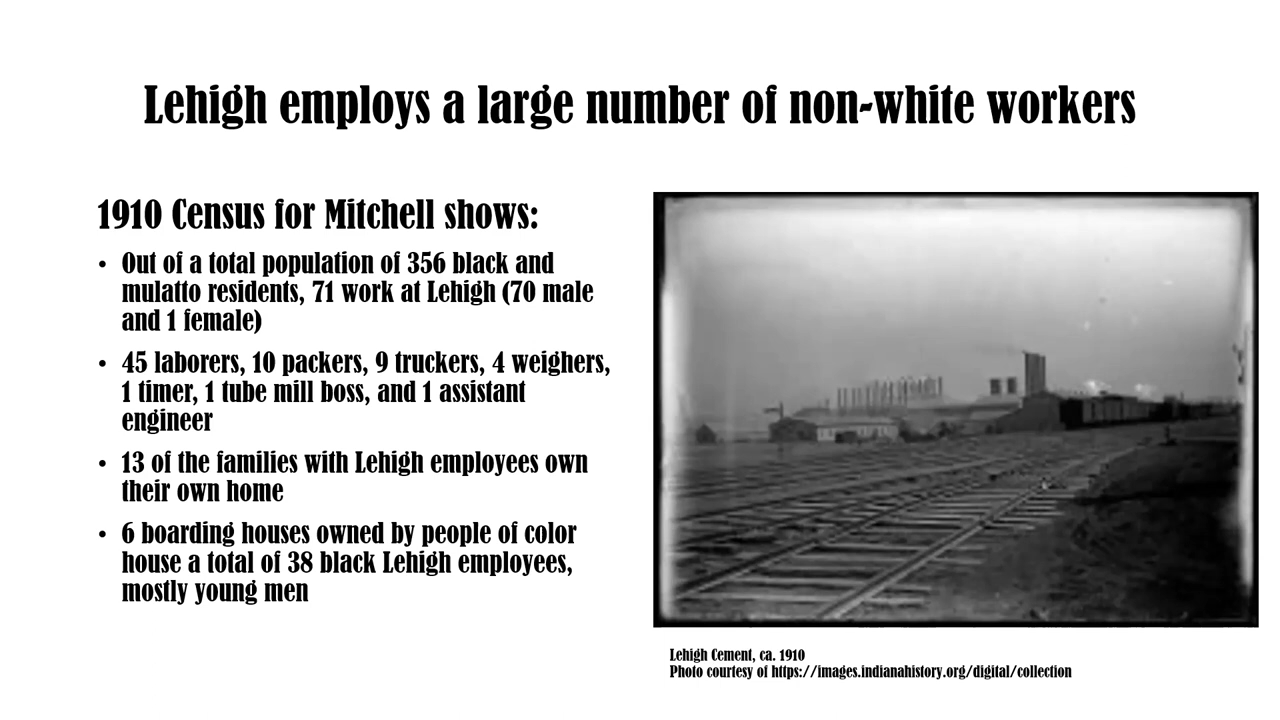 Lehigh employs a large number of non-white workers
1910 Census for Mitchell shows:
• Out of a total population of 356 black and
mulatto residents, 71 work at Lehigh (70 male
and 1 female)
• 45 laborers, 10 packers, 9 truckers, 4 weighers,
1 timer, 1 tube mill boss, and 1 assistant
engineer
• 13 of the families with Lehigh employees own
their own home
• 6 boarding houses owned by people of color
house a total of 38 black Lehigh employees,
mostly young men
Lehigh Cement, ca. 1910
Photo courtesy of https://images.indianahistory.org/digital/collection